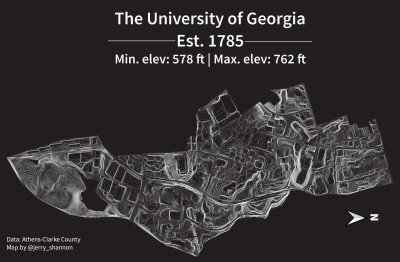 The University of Georgia
Est. 1785
Min. elev: 578 ft | Max. elev: 762 ft
N
Data: Athens-Clarke County
Map by @jerry_shannon